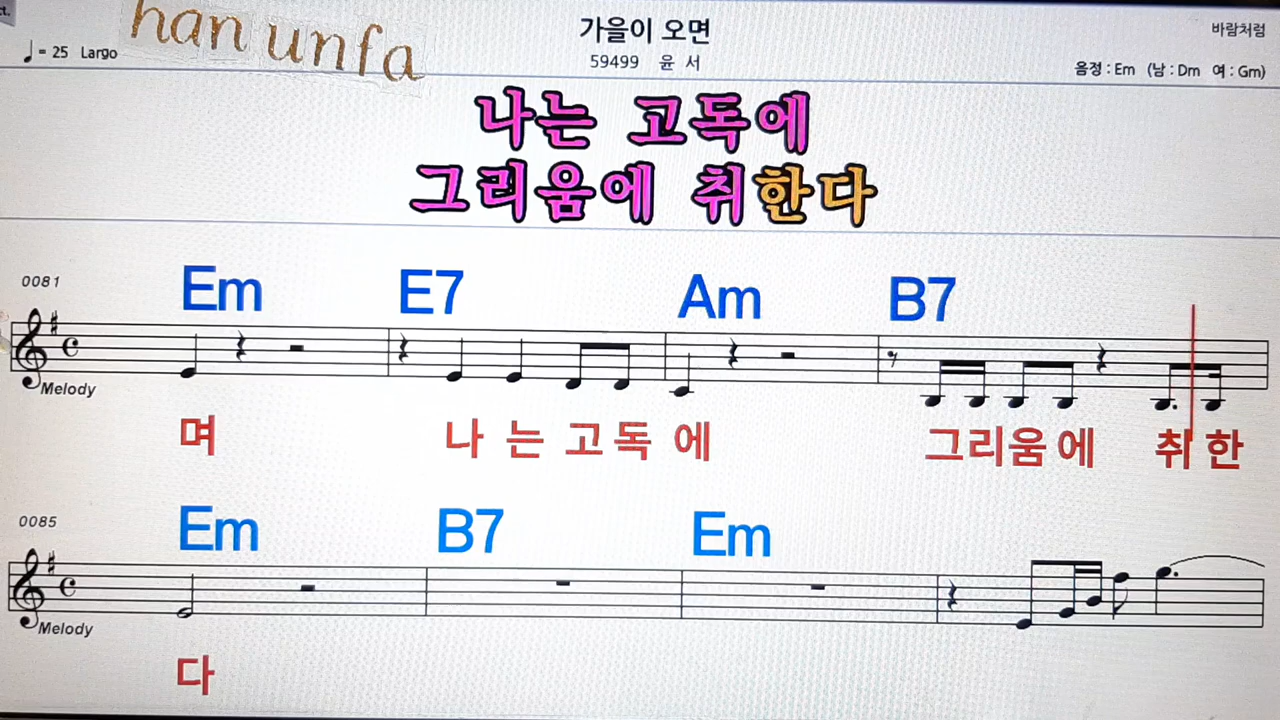 ct.
han unfa
가을이 오면
바람처럼
♩= 25 Largo
59499 윤 서
음정 : Em (남 : Dm 여 : Gm)
나는 고독에
그리움에 취한다
0081
Em E7 Am B7
Melody
며 나 는 고 독 에 그리움 에 취 한
0085
Em B7 Em
Melody
다